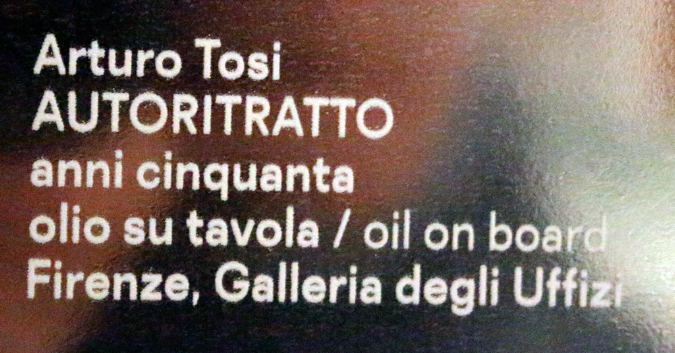 Arturo Tosi
AUTORITRATTO
anni cinquanta
olio su tavola / oil on board
Firenze, Galleria degli Uffizi